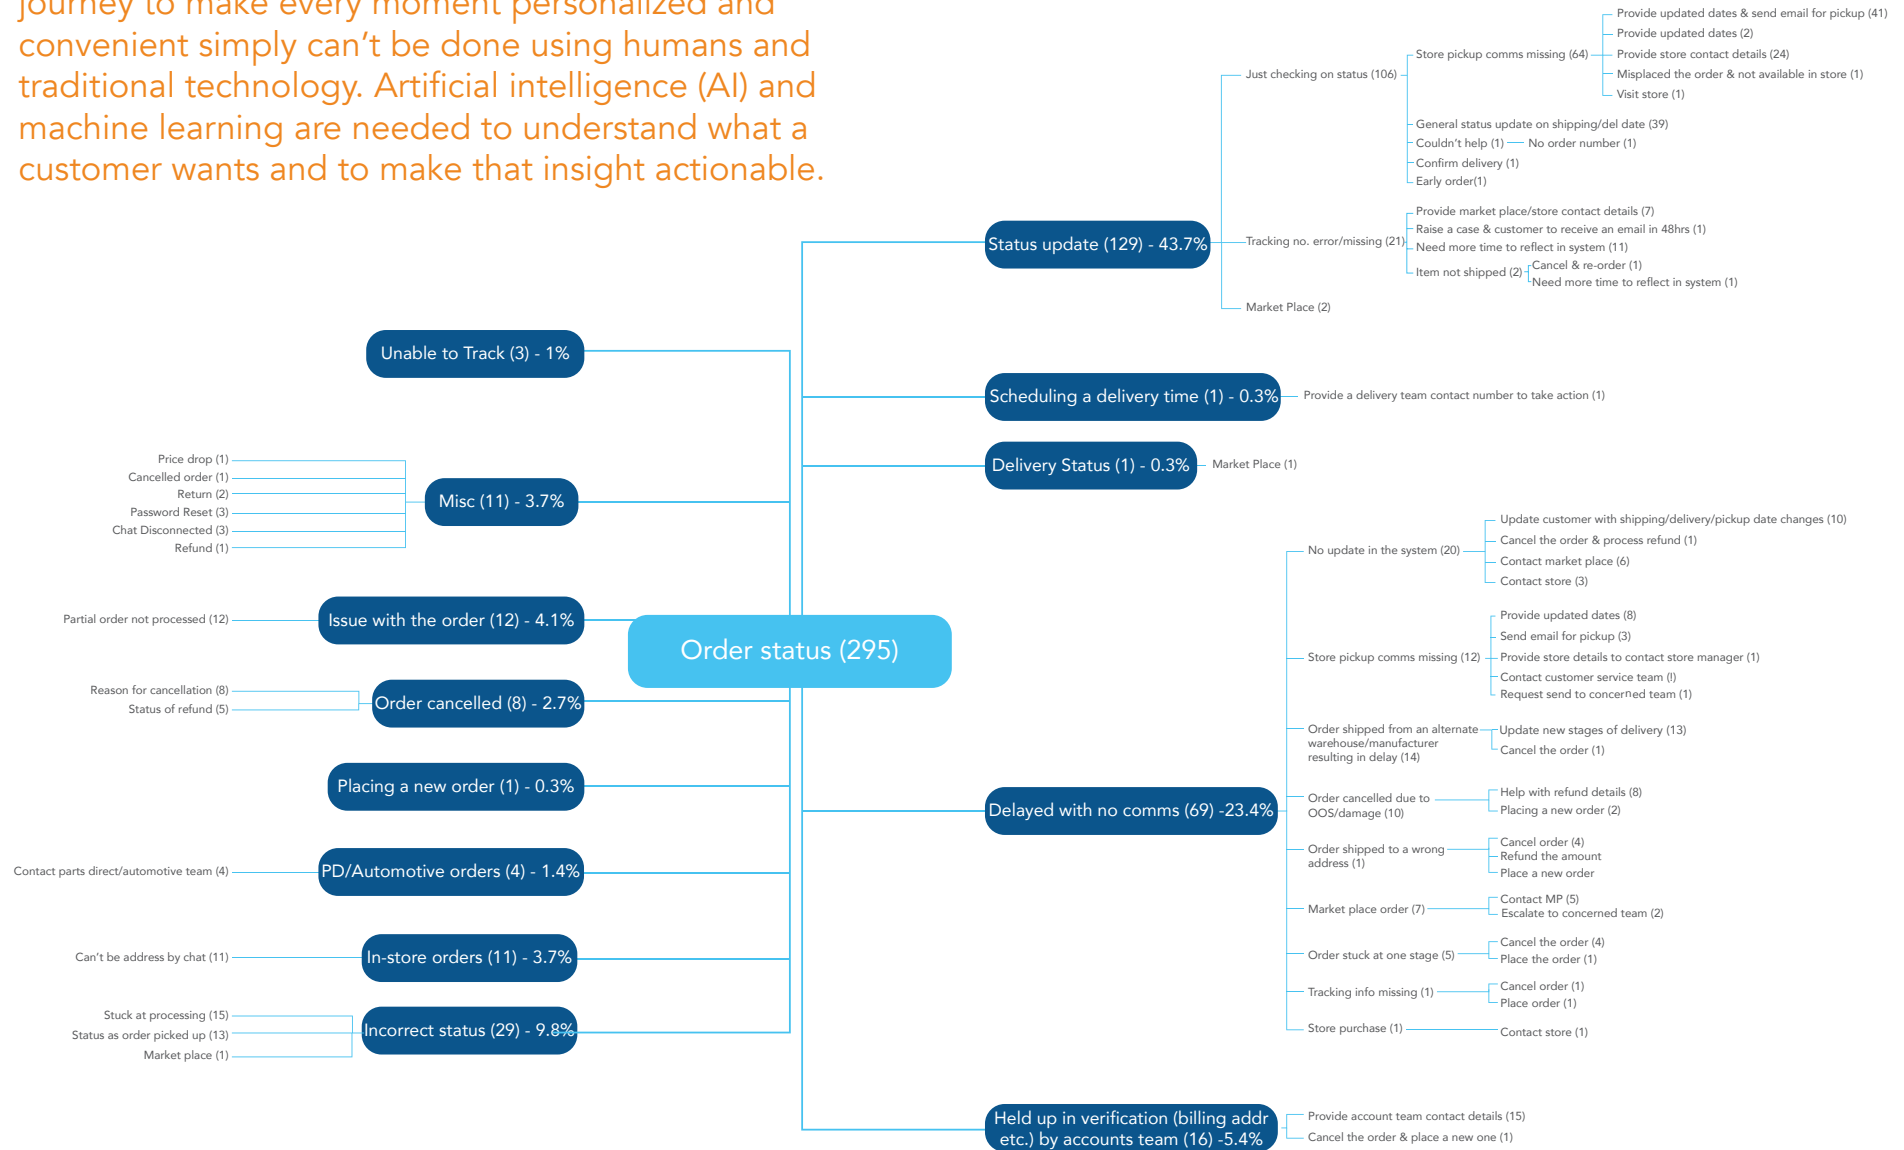 journey to make every moment personalized and
convenient simply can't be done using humans and
traditional technology. Artificial intelligence (AI) and
machine learning are needed to understand what a
customer wants and to make that insight actionable.
Order status (295)
Status update (129) - 43.7%
Just checking on status (106)
Store pickup comms missing (64)
Provide updated dates & send email for pickup (41)
Provide updated dates (2)
Provide store contact details (24)
Misplaced the order & not available in store (1)
Visit store (1)
General status update on shipping/del date (39)
Couldn't help (1)
No order number (1)
Confirm delivery (1)
Early order(1)
Tracking no. error/missing (21)
Provide market place/store contact details (7)
Raise a case & customer to receive an email in 48hrs (1)
Need more time to reflect in system (11)
Item not shipped (2)
Cancel & re-order (1)
Need more time to reflect in system (1)
Market Place (2)
Scheduling a delivery time (1) - 0.3%
Provide a delivery team contact number to take action (1)
Delivery Status (1) - 0.3%
Market Place (1)
Delayed with no comms (69) -23.4%
No update in the system (20)
Update customer with shipping/delivery/pickup date changes (10)
Cancel the order & process refund (1)
Contact market place (6)
Contact store (3)
Store pickup comms missing (12)
Provide updated dates (8)
Send email for pickup (3)
Provide store details to contact store manager (1)
Contact customer service team (!)
Request send to concerned team (1)
Order shipped from an alternate
warehouse/manufacturer
resulting in delay (14)
Update new stages of delivery (13)
Cancel the order (1)
Order cancelled due to
OOS/damage (10)
Help with refund details (8)
Placing a new order (2)
Order shipped to a wrong
address (1)
Cancel order (4)
Refund the amount
Place a new order
Market place order (7)
Contact MP (5)
Escalate to concerned team (2)
Order stuck at one stage (5)
Cancel the order (4)
Place the order (1)
Tracking info missing (1)
Cancel order (1)
Place order (1)
Store purchase (1)
Contact store (1)
Held up in verification (billing addr
etc.) by accounts team (16) -5.4%
Provide account team contact details (15)
Cancel the order & place a new one (1)
Unable to Track (3) - 1%
Misc (11) - 3.7%
Price drop (1)
Cancelled order (1)
Return (2)
Password Reset (3)
Chat Disconnected (3)
Refund (1)
Issue with the order (12) - 4.1%
Partial order not processed (12)
Order cancelled (8) - 2.7%
Reason for cancellation (8)
Status of refund (5)
Placing a new order (1) - 0.3%
PD/Automotive orders (4) - 1.4%
Contact parts direct/automotive team (4)
In-store orders (11) - 3.7%
Can't be address by chat (11)
Incorrect status (29) - 9.8%
Stuck at processing (15)
Status as order picked up (13)
Market place (1)